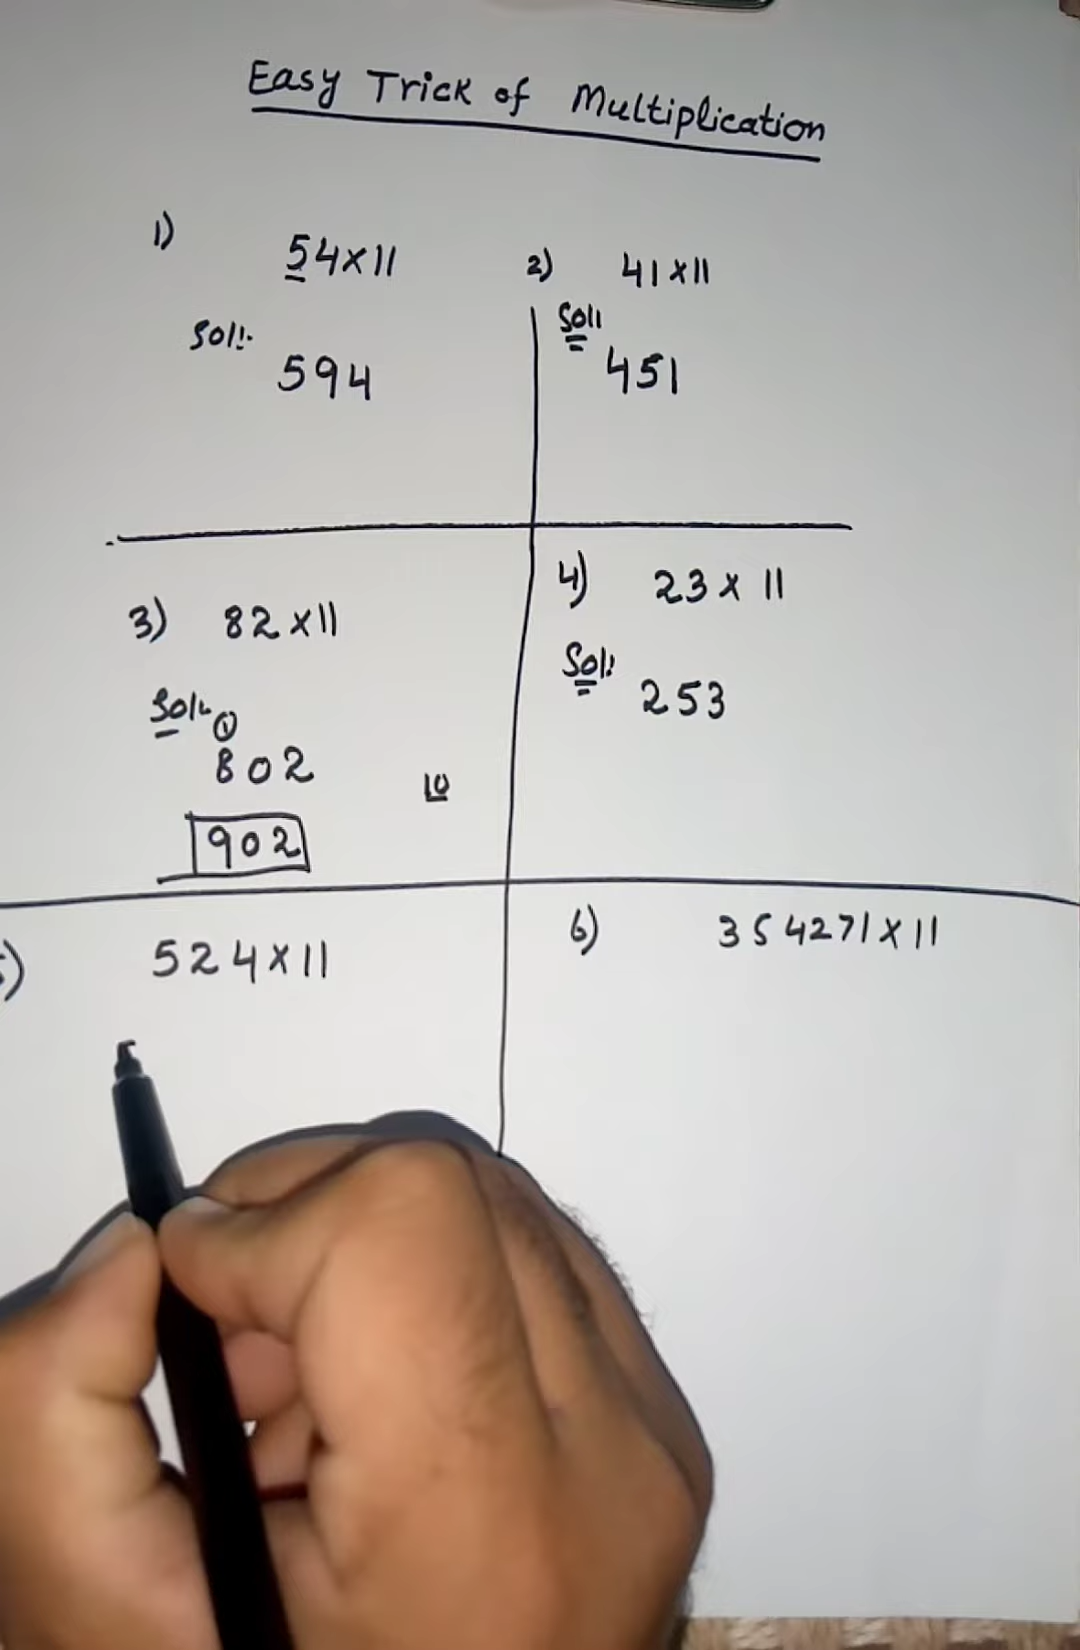 Easy Trick of Multiplication
1) 54×11
Sol:-
594
2) 41×11
Sol:
451
3) 82×11
Sol:
1
802
10
902
4) 23×11
Sol:
253
) 524×11
6) 354271×11